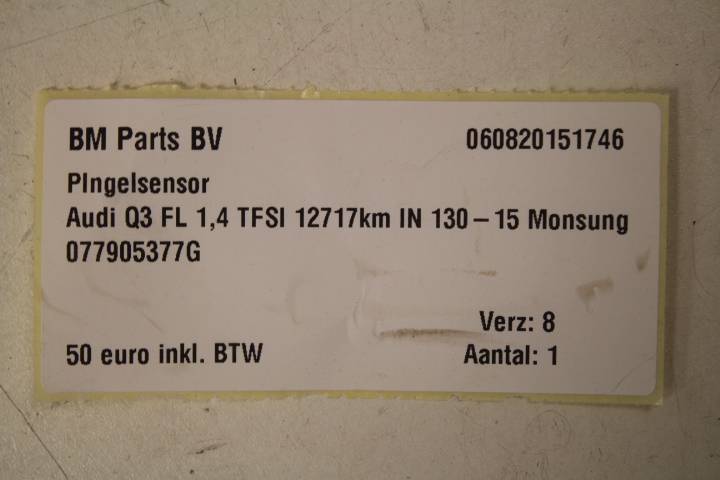 BM Parts BV 060820151746
PIngelsensor
Audi Q3 FL 1,4 TFSI 12717km IN 130-15 Monsung
077905377G
Verz: 8
50 euro inkl. BTW Aantal: 1